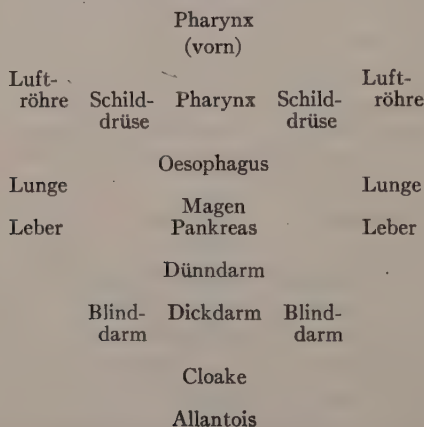 Pharynx
(vorn)
Luft- Luft-
röhre Schild- Pharynx Schild- röhre
drüse drüse
Oesophagus
Lunge Lunge
Magen
Leber Pankreas Leber
Dünndarm
Blind- Dickdarm Blind-
darm darm
Cloake
Allantois